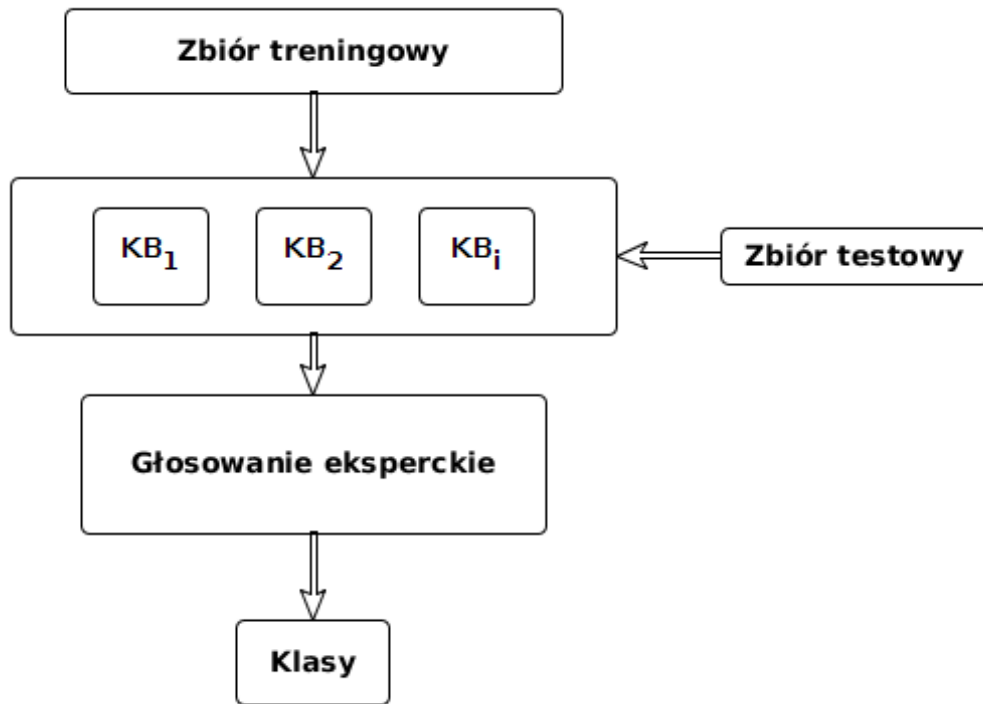 Zbiór treningowy
KB₁ KB₂ KBᵢ
Zbiór testowy
Głosowanie eksperckie
Klasy